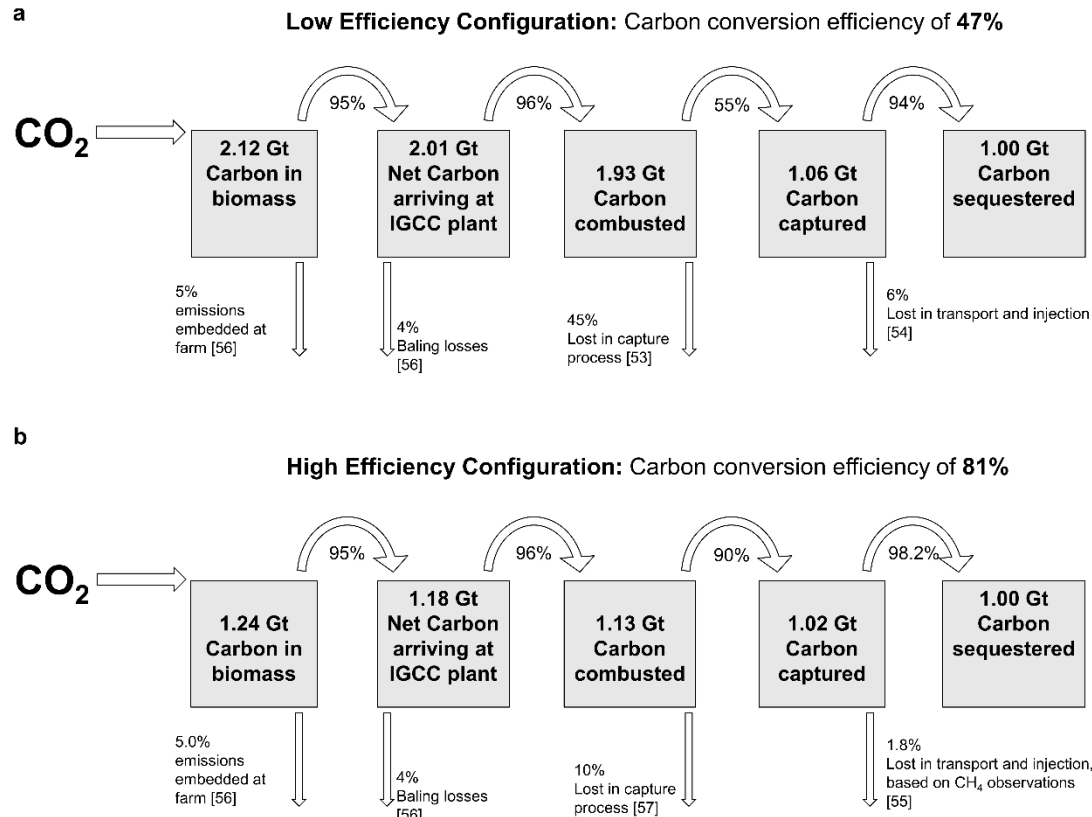 a
Low Efficiency Configuration: Carbon conversion efficiency of 47%
95%
96%
55%
94%
CO₂
2.12 Gt
Carbon in
biomass
2.01 Gt
Net Carbon
arriving at
IGCC plant
1.93 Gt
Carbon
combusted
1.06 Gt
Carbon
captured
1.00 Gt
Carbon
sequestered
5%
emissions
embedded at
farm [56]
4%
Baling losses
[56]
45%
Lost in capture
process [53]
6%
Lost in transport and injection
[54]
b
High Efficiency Configuration: Carbon conversion efficiency of 81%
95%
96%
90%
98.2%
CO₂
1.24 Gt
Carbon in
biomass
1.18 Gt
Net Carbon
arriving at
IGCC plant
1.13 Gt
Carbon
combusted
1.02 Gt
Carbon
captured
1.00 Gt
Carbon
sequestered
5.0%
emissions
embedded at
farm [56]
4%
Baling losses
[56]
10%
Lost in capture
process [57]
1.8%
Lost in transport and injection,
based on CH₄ observations
[55]